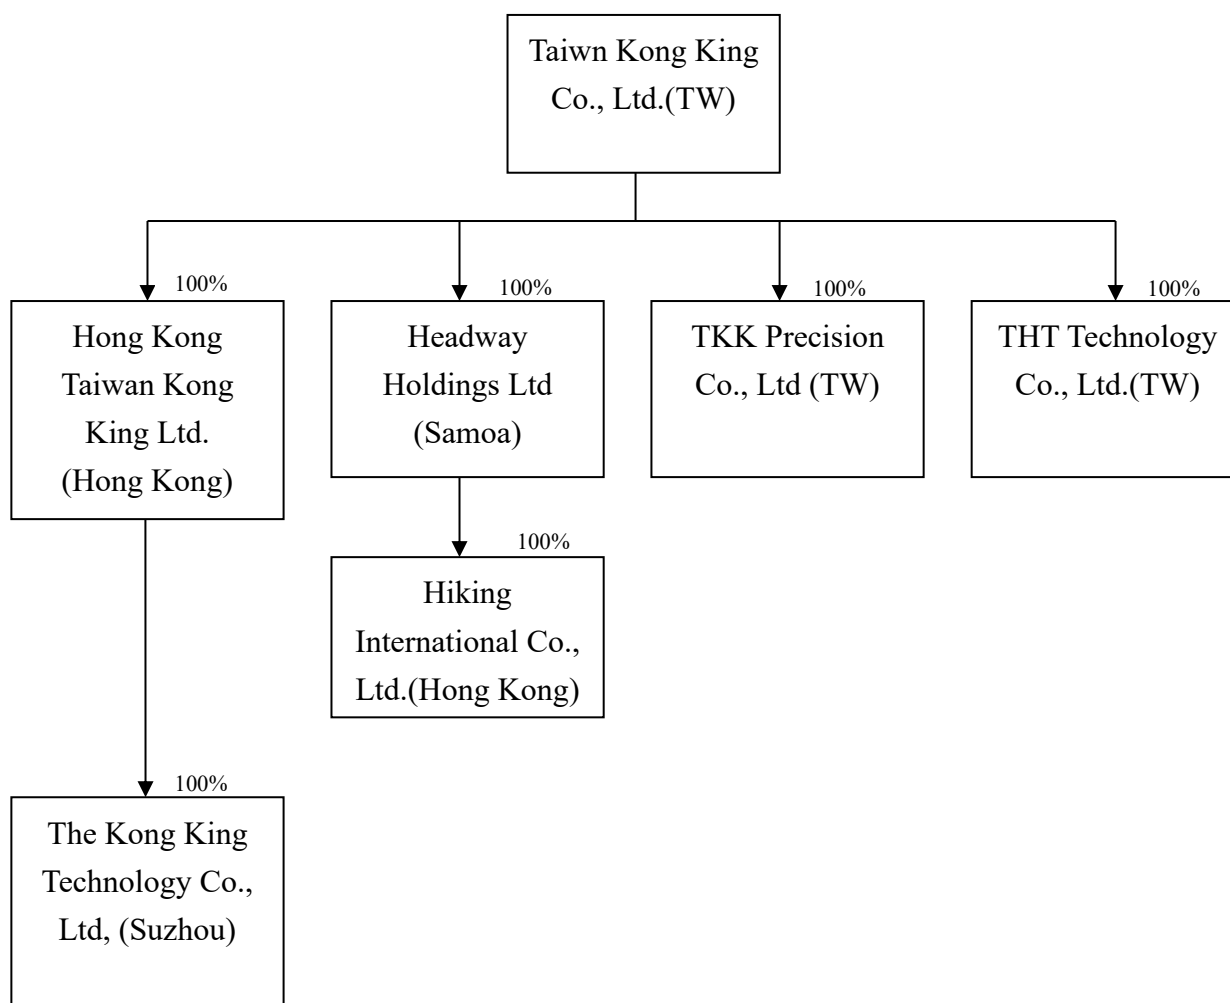 Taiwn Kong King
Co., Ltd.(TW)
100%
100%
100%
100%
Hong Kong
Taiwan Kong
King Ltd.
(Hong Kong)
Headway
Holdings Ltd
(Samoa)
TKK Precision
Co., Ltd (TW)
THT Technology
Co., Ltd.(TW)
100%
Hiking
International Co.,
Ltd.(Hong Kong)
100%
The Kong King
Technology Co.,
Ltd, (Suzhou)